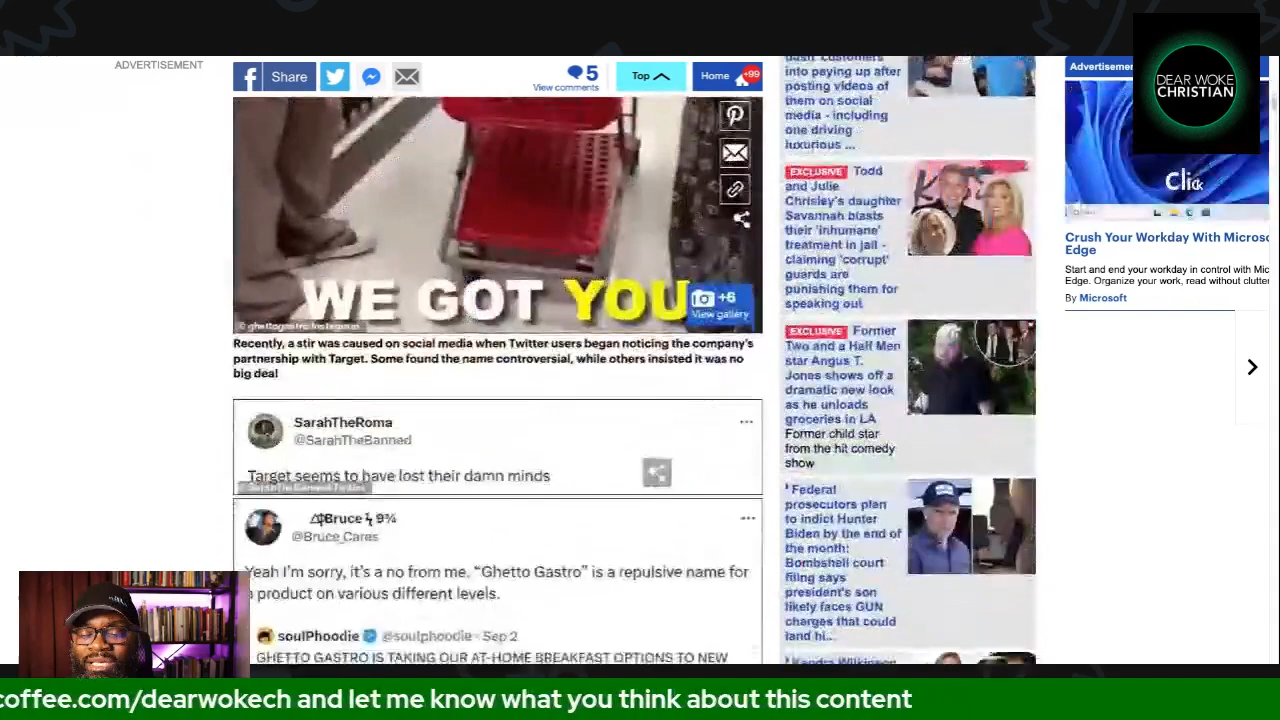 ADVERTISEMENT
Share
5
View comments
Top
Home
+99
WE GOT YOU
+6
View gallery
Recently, a stir was caused on social media when Twitter users began noticing the company's
partnership with Target. Some found the name controversial, while others insisted it was no
big deal
SarahTheRoma
@SarahTheBanned
Target seems to have lost their damn minds
Bruce 9¾
@Bruce_Cares
Yeah I'm sorry, it's a no from me. "Ghetto Gastro" is a repulsive name for
a product on various different levels.
soulPhoodie @soulphoodie · Sep 2
GHETTO GASTRO IS TAKING OUR AT-HOME BREAKFAST OPTIONS TO NEW
dash' customers
into paying up after
posting videos of
them on social
media - including
one driving
luxurious ...
EXCLUSIVE Todd
and Julie
Chrisley's daughter
Savannah blasts
their 'inhumane'
treatment in jail -
claiming 'corrupt'
guards are
punishing them for
speaking out
EXCLUSIVE Former
Two and a Half Men
star Angus T.
Jones shows off a
dramatic new look
as he unloads
groceries in LA
Former child star
from the hit comedy
show
Federal
prosecutors plan
to indict Hunter
Biden by the end of
the month:
Bombshell court
filing says
president's son
likely faces GUN
charges that could
land hi...
Kendra Wilkinson
Advertisemen
DEAR WOKE
CHRISTIAN
Click
Crush Your Workday With Microso
Edge
Start and end your workday in control with Mic
Edge. Organize your work, read without clutte
By Microsoft
coffee.com/dearwokech and let me know what you think about this content